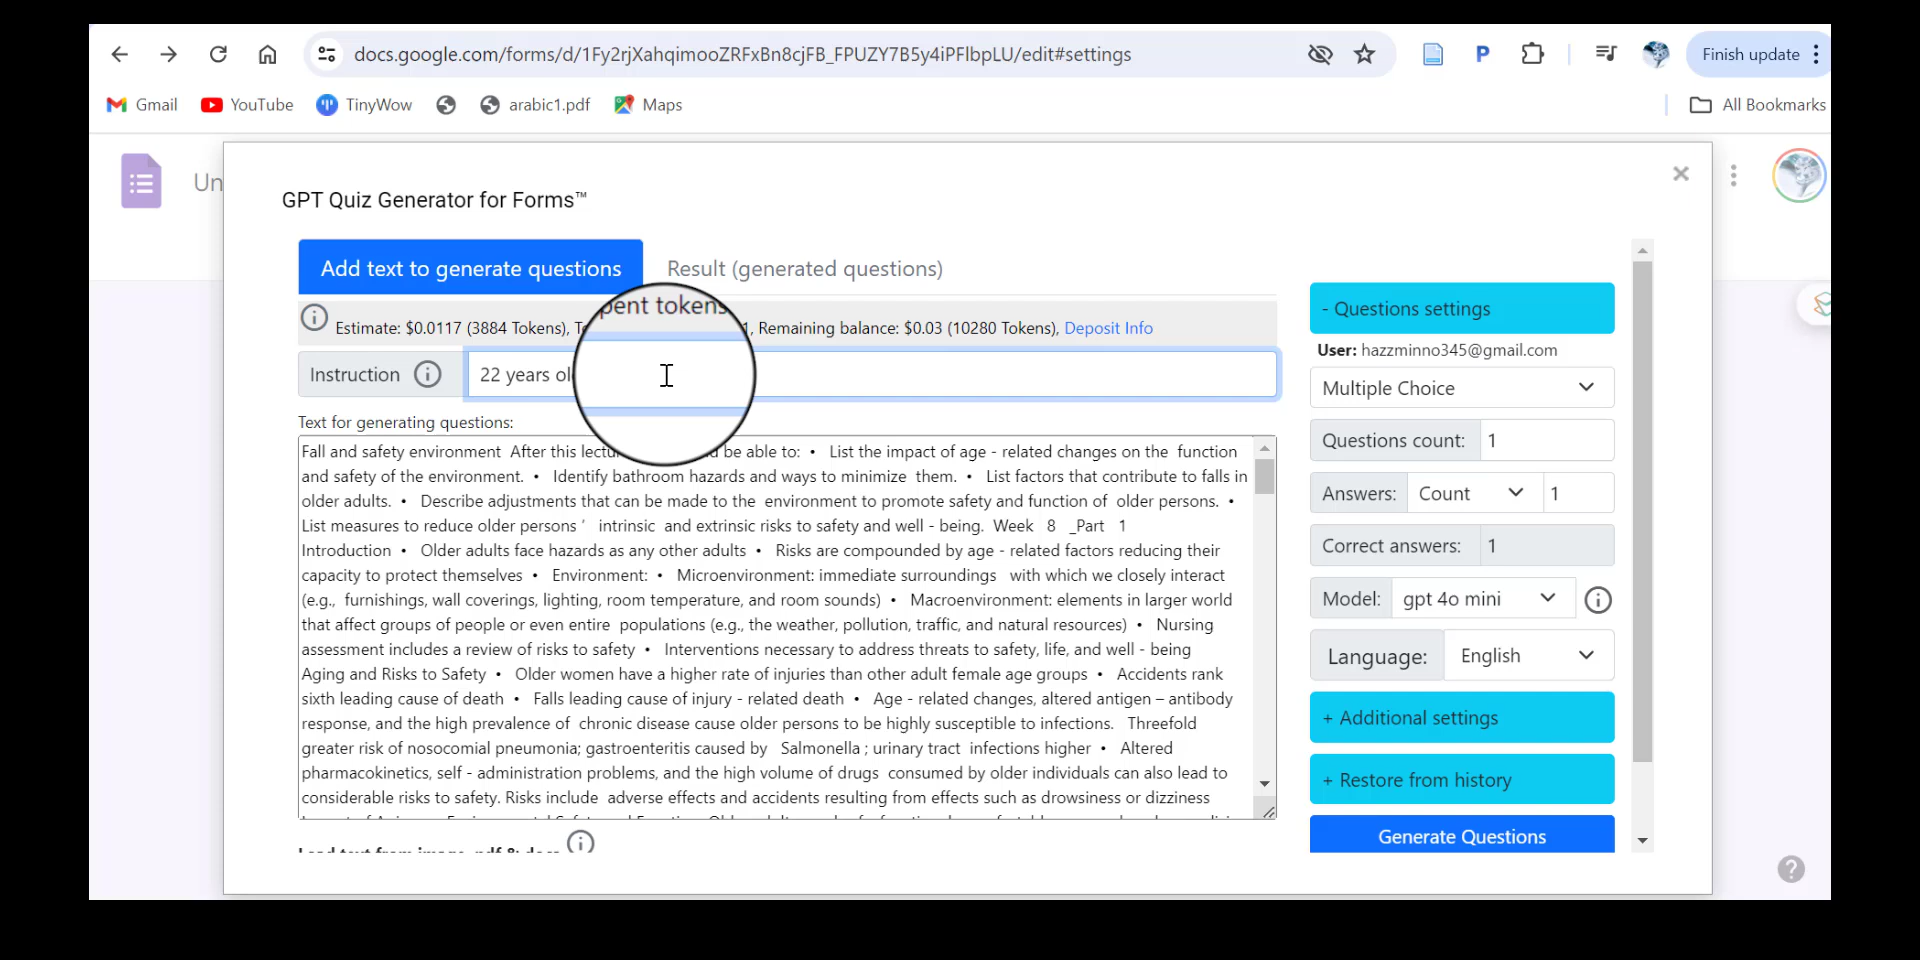 docs.google.com/forms/d/1Fy2rjXahqimooZRFxBn8cjFB_FPUZY7B5y4iPFlbpLU/edit#settings
P
Finish update
Gmail
YouTube
TinyWow
arabic1.pdf
Maps
All Bookmarks
Un
GPT Quiz Generator for Forms™
Add text to generate questions
Result (generated questions)
Estimate: $0.0117 (3884 Tokens), pent tokens 1, Remaining balance: $0.03 (10280 Tokens), Deposit Info
Instruction
22 years ol
Text for generating questions:
Fall and safety environment After this lectu be able to: • List the impact of age - related changes on the function
and safety of the environment. • Identify bathroom hazards and ways to minimize them. • List factors that contribute to falls in
older adults. • Describe adjustments that can be made to the environment to promote safety and function of older persons. •
List measures to reduce older persons ' intrinsic and extrinsic risks to safety and well - being. Week 8 _Part 1
Introduction • Older adults face hazards as any other adults • Risks are compounded by age - related factors reducing their
capacity to protect themselves • Environment: • Microenvironment: immediate surroundings with which we closely interact
(e.g., furnishings, wall coverings, lighting, room temperature, and room sounds) • Macroenvironment: elements in larger world
that affect groups of people or even entire populations (e.g., the weather, pollution, traffic, and natural resources) • Nursing
assessment includes a review of risks to safety • Interventions necessary to address threats to safety, life, and well - being
Aging and Risks to Safety • Older women have a higher rate of injuries than other adult female age groups • Accidents rank
sixth leading cause of death • Falls leading cause of injury - related death • Age - related changes, altered antigen – antibody
response, and the high prevalence of chronic disease cause older persons to be highly susceptible to infections. Threefold
greater risk of nosocomial pneumonia; gastroenteritis caused by Salmonella ; urinary tract infections higher • Altered
pharmacokinetics, self - administration problems, and the high volume of drugs consumed by older individuals can also lead to
considerable risks to safety. Risks include adverse effects and accidents resulting from effects such as drowsiness or dizziness
- Questions settings
User: hazzminno345@gmail.com
Multiple Choice
Questions count: 1
Answers: Count 1
Correct answers: 1
Model: gpt 4o mini
Language: English
+ Additional settings
+ Restore from history
Generate Questions